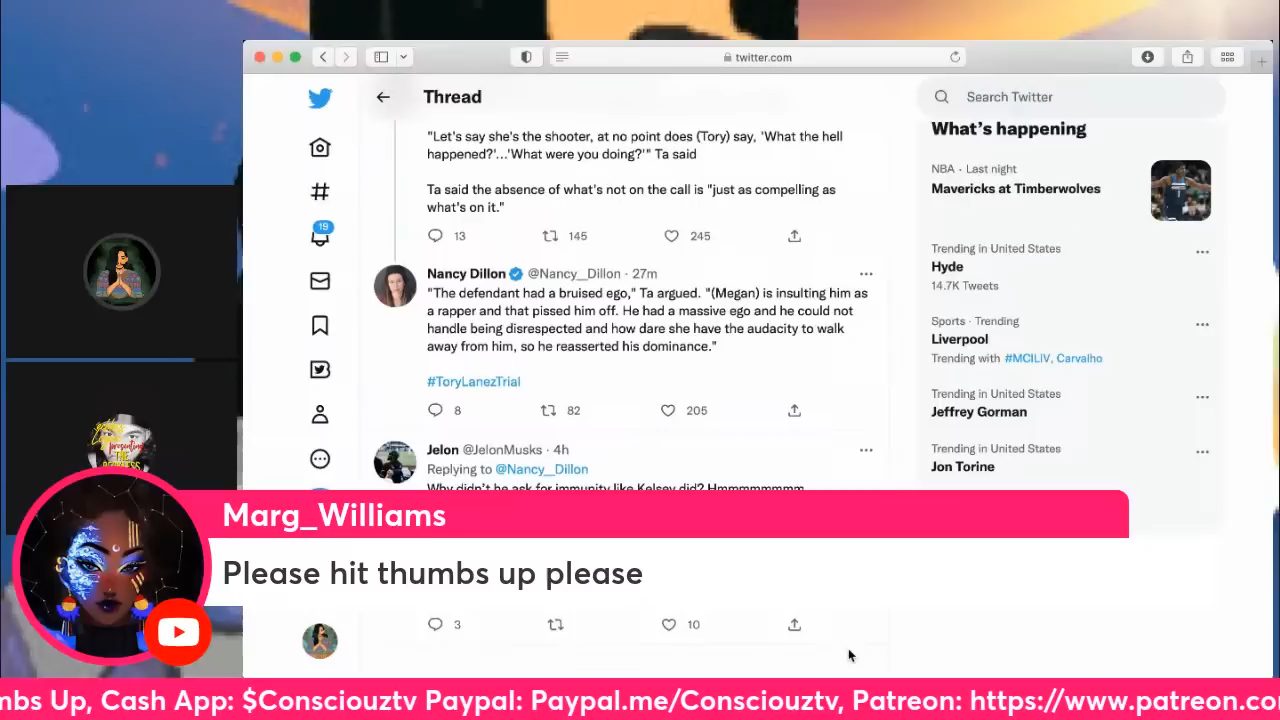 twitter.com
Thread
Search Twitter
What's happening
"Let's say she's the shooter, at no point does (Tory) say, 'What the hell
happened?'...'What were you doing?'" Ta said
Ta said the absence of what's not on the call is "just as compelling as
what's on it."
13 145 245
Nancy Dillon @Nancy__Dillon · 27m
"The defendant had a bruised ego," Ta argued. "(Megan) is insulting him as
a rapper and that pissed him off. He had a massive ego and he could not
handle being disrespected and how dare she have the audacity to walk
away from him, so he reasserted his dominance."
#ToryLanezTrial
8 82 205
Jelon @JelonMusks · 4h
Replying to @Nancy__Dillon
Why didn't he ask for immunity like Kelsey did? Hmmmmmmmm
3 10
19
NBA · Last night
Mavericks at Timberwolves
Trending in United States
Hyde
14.7K Tweets
Sports · Trending
Liverpool
Trending with #MCILIV, Carvalho
Trending in United States
Jeffrey Gorman
Trending in United States
Jon Torine
presenting
THE
Marg_Williams
Please hit thumbs up please
mbs Up, Cash App: $Consciouztv Paypal: Paypal.me/Consciouztv, Patreon: https://www.patreon.co